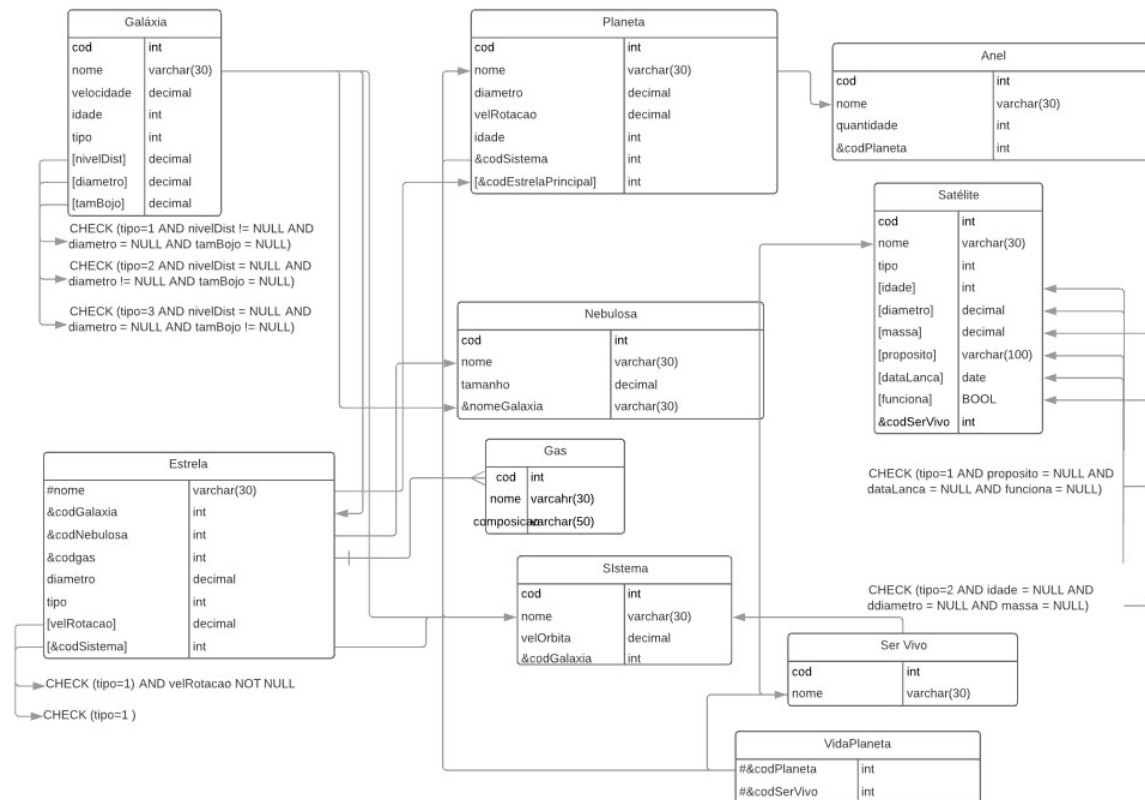 Galáxia
cod int
nome varchar(30)
velocidade decimal
idade int
tipo int
[nivelDist] decimal
[diametro] decimal
[tamBojo] decimal
CHECK (tipo=1 AND nivelDist != NULL AND
diametro = NULL AND tamBojo = NULL)
CHECK (tipo=2 AND nivelDist = NULL AND
diametro != NULL AND tamBojo = NULL)
CHECK (tipo=3 AND nivelDist = NULL AND
diametro = NULL AND tamBojo != NULL)
Planeta
cod int
nome varchar(30)
diametro decimal
velRotacao decimal
idade int
&codSistema int
[&codEstrelaPrincipal] int
Anel
cod int
nome varchar(30)
quantidade int
&codPlaneta int
Satélite
cod int
nome varchar(30)
tipo int
[idade] int
[diametro] decimal
[massa] decimal
[proposito] varchar(100)
[dataLanca] date
[funciona] BOOL
&codSerVivo int
CHECK (tipo=1 AND proposito = NULL AND
dataLanca = NULL AND funciona = NULL)
CHECK (tipo=2 AND idade = NULL AND
ddiametro = NULL AND massa = NULL)
Nebulosa
cod int
nome varchar(30)
tamanho decimal
&nomeGalaxia varchar(30)
Gas
cod int
nome varcahr(30)
composicao varchar(50)
Estrela
#nome varchar(30)
&codGalaxia int
&codNebulosa int
&codgas int
diametro decimal
tipo int
[velRotacao] decimal
[&codSistema] int
CHECK (tipo=1) AND velRotacao NOT NULL
CHECK (tipo=1 )
SIstema
cod int
nome varchar(30)
velOrbita decimal
&codGalaxia int
Ser Vivo
cod int
nome varchar(30)
VidaPlaneta
#&codPlaneta int
#&codSerVivo int